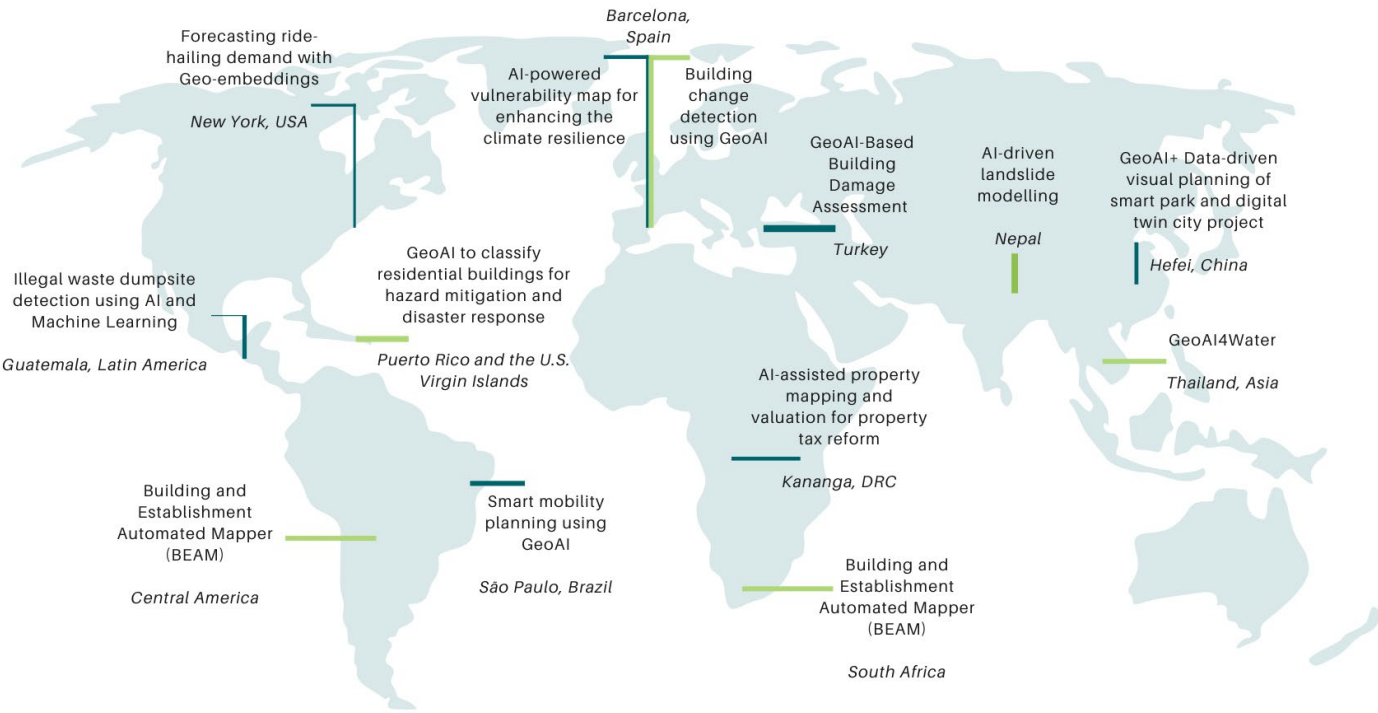 Forecasting ride-
hailing demand with
Geo-embeddings
New York, USA
Barcelona,
Spain
AI-powered
vulnerability map for
enhancing the
climate resilience
Building
change
detection
using GeoAI
GeoAI-Based
Building
Damage
Assessment
Turkey
AI-driven
landslide
modelling
Nepal
GeoAI+ Data-driven
visual planning of
smart park and digital
twin city project
Hefei, China
Illegal waste dumpsite
detection using AI and
Machine Learning
Guatemala, Latin America
GeoAI to classify
residential buildings for
hazard mitigation and
disaster response
Puerto Rico and the U.S.
Virgin Islands
GeoAI4Water
Thailand, Asia
AI-assisted property
mapping and
valuation for property
tax reform
Kananga, DRC
Building and
Establishment
Automated Mapper
(BEAM)
Central America
Smart mobility
planning using
GeoAI
São Paulo, Brazil
Building and
Establishment
Automated Mapper
(BEAM)
South Africa